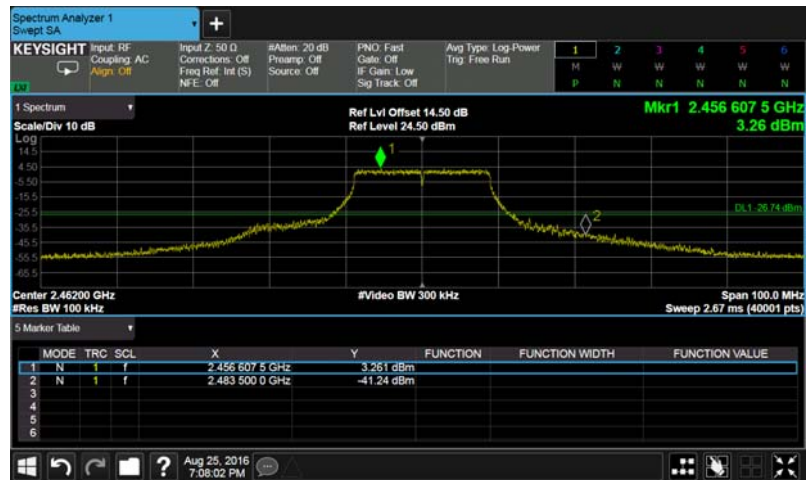 Spectrum Analyzer 1
Swept SA
+
KEYSIGHT Input: RF Input Z: 50 Ω #Atten: 20 dB PNO: Fast Avg Type: Log-Power 1 2 3 4 5 6
Coupling: AC Corrections: Off Preamp: Off Gate: Off Trig: Free Run M W W W W W
Align: Off Freq Ref: Int (S) Source: Off IF Gain: Low P N N N N N
LXI NFE: Off Sig Track: Off
1 Spectrum Ref Lvl Offset 14.50 dB Mkr1 2.456 607 5 GHz
Scale/Div 10 dB Ref Level 24.50 dBm 3.26 dBm
Log
14.5
1
4.50
-5.50
-15.5
DL1 -26.74 dBm
-25.5
2
-35.5
-45.5
-55.5
-65.5
Center 2.46200 GHz #Video BW 300 kHz Span 100.0 MHz
#Res BW 100 kHz Sweep 2.67 ms (40001 pts)
5 Marker Table
MODE TRC SCL X Y FUNCTION FUNCTION WIDTH FUNCTION VALUE
1 N 1 f 2.456 607 5 GHz 3.261 dBm
2 N 1 f 2.483 500 0 GHz -41.24 dBm
3
4
5
6
? Aug 25, 2016
7:08:02 PM